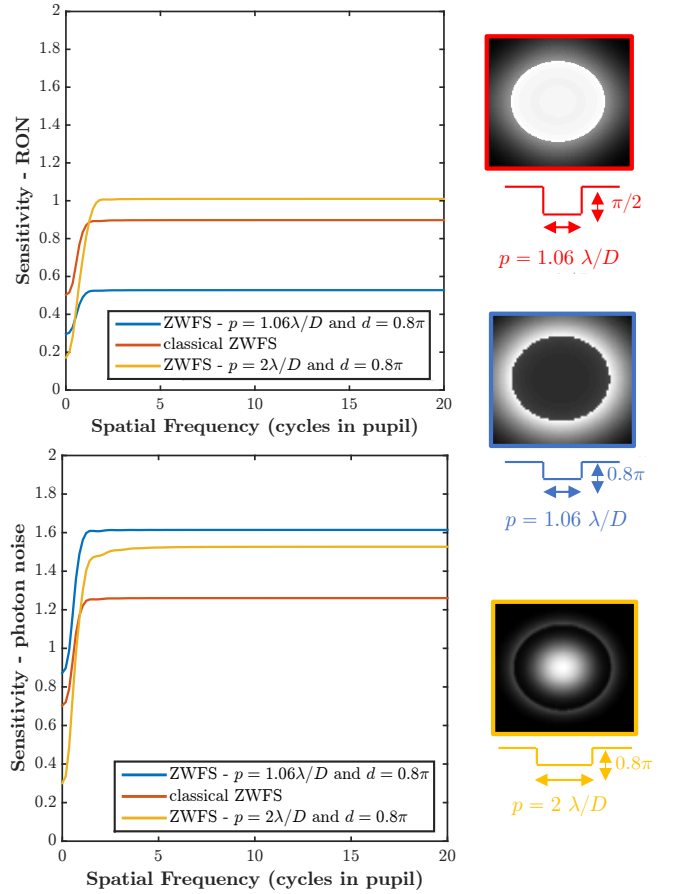 2
1.8
1.6
1.4
1.2
1
0.8
0.6
0.4
0.2
0
Sensitivity - RON
ZWFS - p = 1.06λ/D and d = 0.8π
classical ZWFS
ZWFS - p = 2λ/D and d = 0.8π
0 5 10 15 20
Spatial Frequency (cycles in pupil)
π/2
p = 1.06 λ/D
0.8π
p = 1.06 λ/D
2
1.8
1.6
1.4
1.2
1
0.8
0.6
0.4
0.2
0
Sensitivity - photon noise
ZWFS - p = 1.06λ/D and d = 0.8π
classical ZWFS
ZWFS - p = 2λ/D and d = 0.8π
0 5 10 15 20
Spatial Frequency (cycles in pupil)
0.8π
p = 2 λ/D